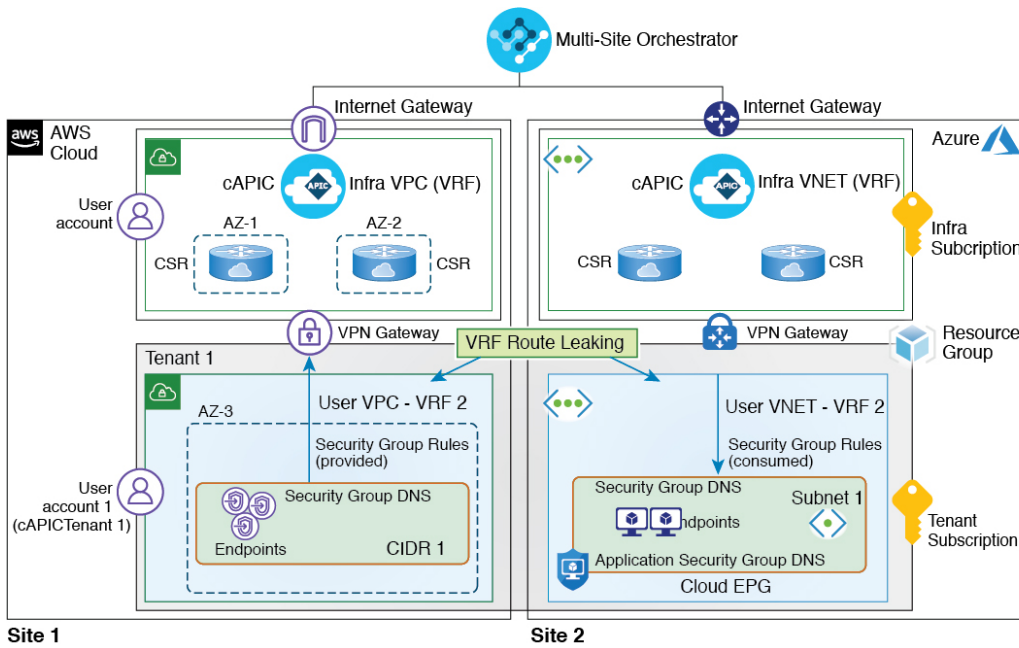 Multi-Site Orchestrator
Internet Gateway
Internet Gateway
aws
AWS
Cloud
Azure
cAPIC
APIC
Infra VPC (VRF)
cAPIC
APIC
Infra VNET (VRF)
User
account
AZ-1
AZ-2
CSR
CSR
CSR
CSR
Infra
Subcription
VPN Gateway
VRF Route Leaking
VPN Gateway
Resource
Group
Tenant 1
User VPC - VRF 2
User VNET - VRF 2
AZ-3
Security Group Rules
(provided)
Security Group Rules
(consumed)
User
account 1
(cAPICTenant 1)
Security Group DNS
Endpoints
CIDR 1
Security Group DNS
Subnet 1
ndpoints
Application Security Group DNS
Cloud EPG
Tenant
Subscription
Site 1
Site 2